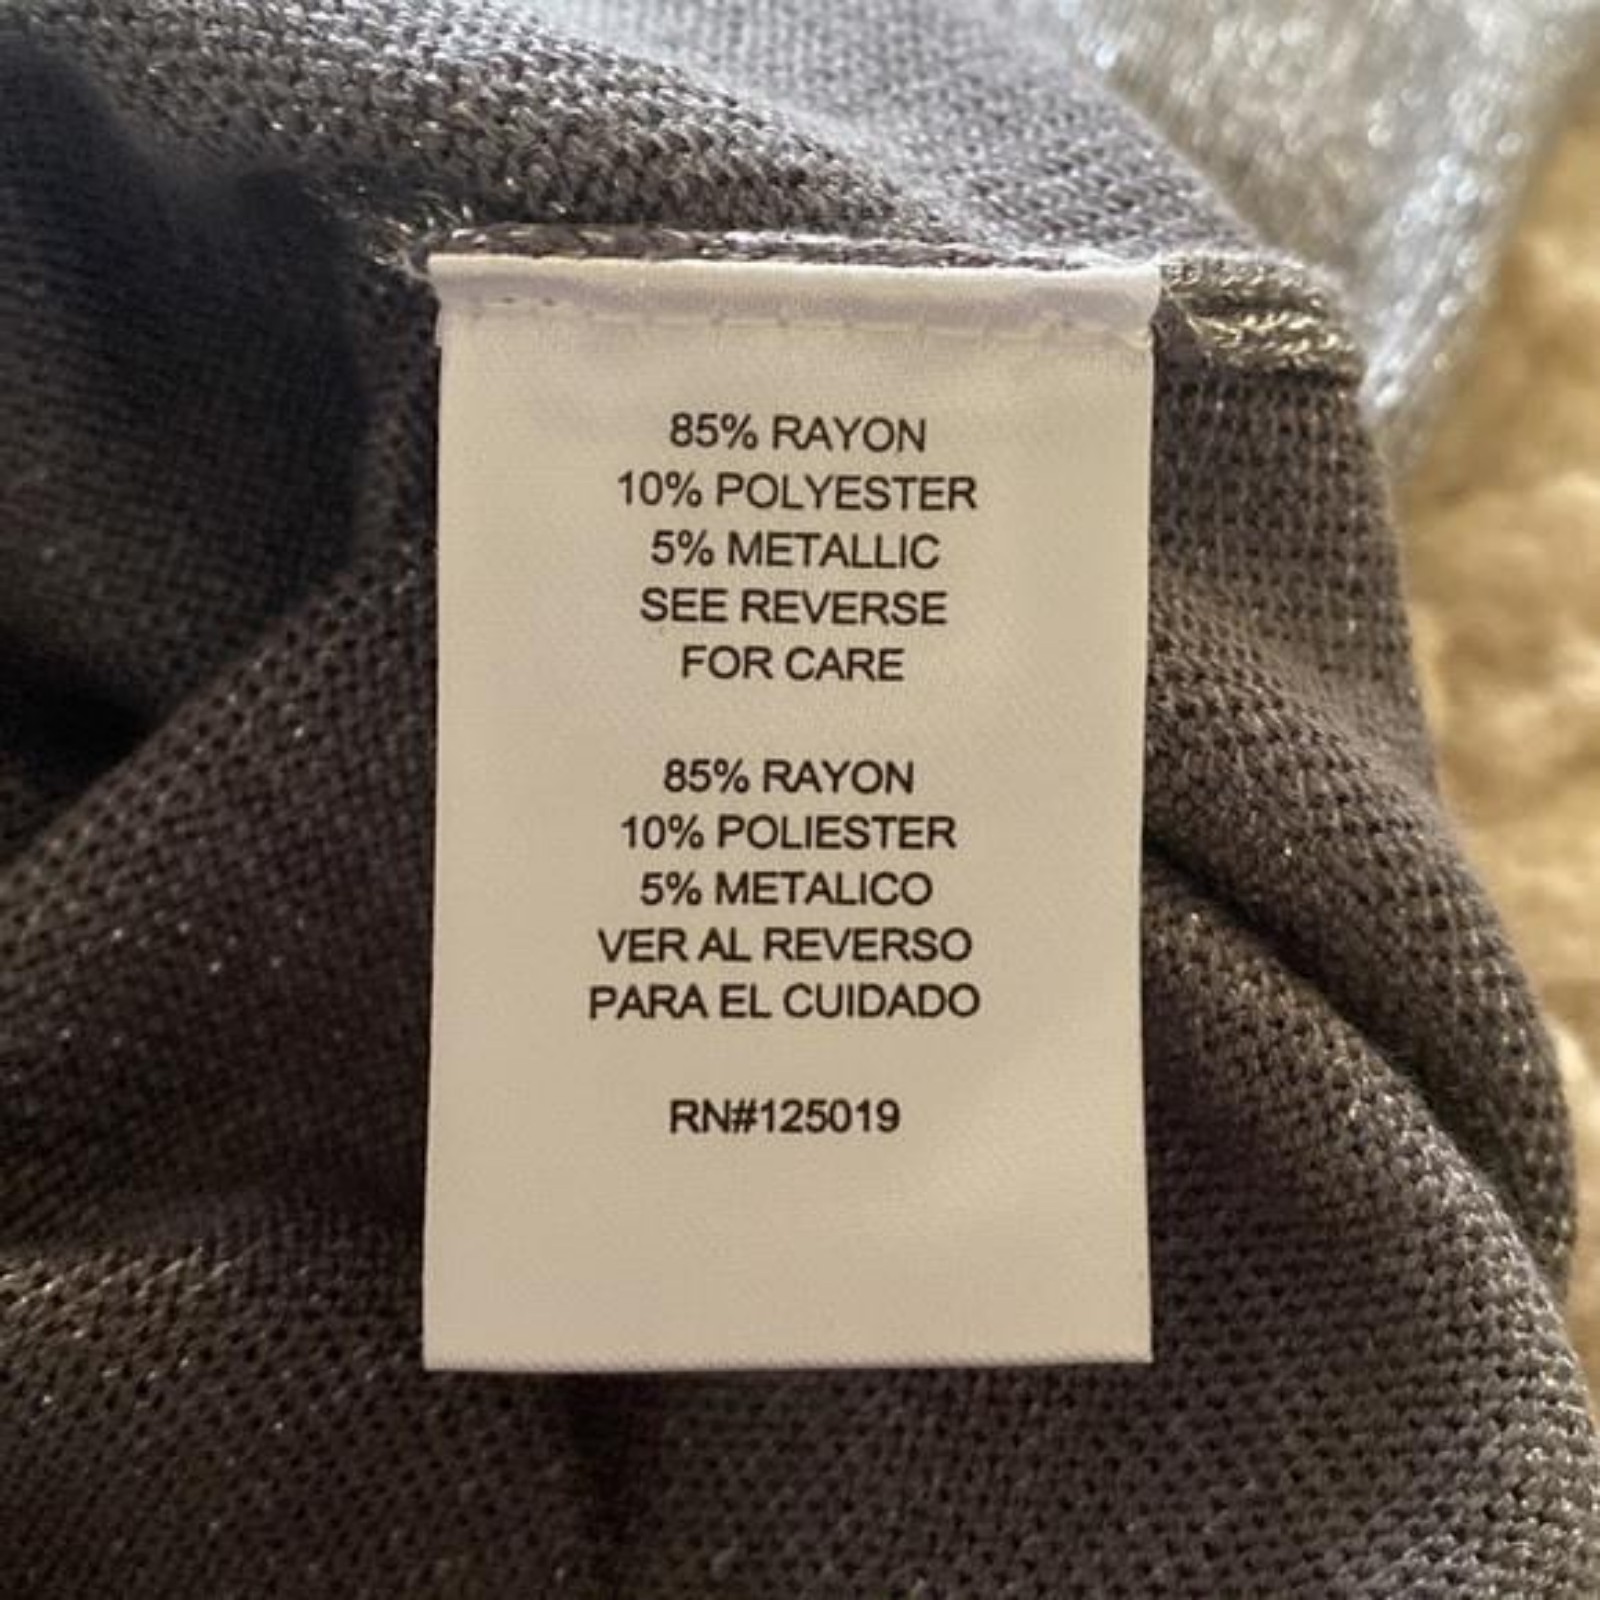 85% RAYON
10% POLYESTER
5% METALLIC
SEE REVERSE
FOR CARE
85% RAYON
10% POLIESTER
5% METALICO
VER AL REVERSO
PARA EL CUIDADO
RN#125019